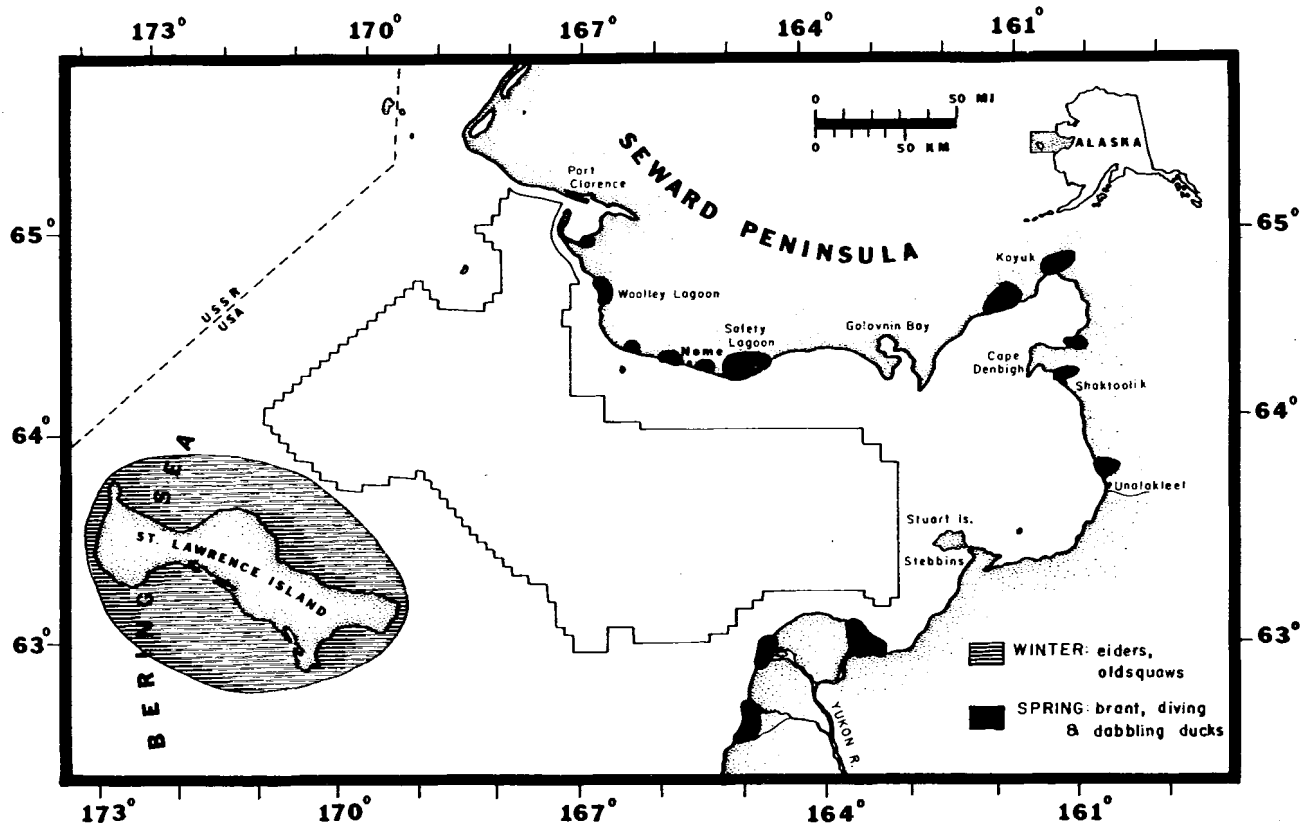 173° 170° 167° 164° 161°
0 50 MI
0 50 KM
ALASKA
SEWARD PENINSULA
Port
Clarence
65° 65°
Koyuk
Woolley Lagoon
USSR
USA
Safety
Lagoon
Golovnin Bay
Nome
Cape
Denbigh
Shaktoolik
64° 64°
BERING SEA
Unalakleet
Stuart Is.
ST. LAWRENCE ISLAND
Stebbins
63° 63°
WINTER: eiders,
oldsquaws
SPRING: brant, diving
& dabbling ducks
YUKON R.
173° 170° 167° 164° 161°